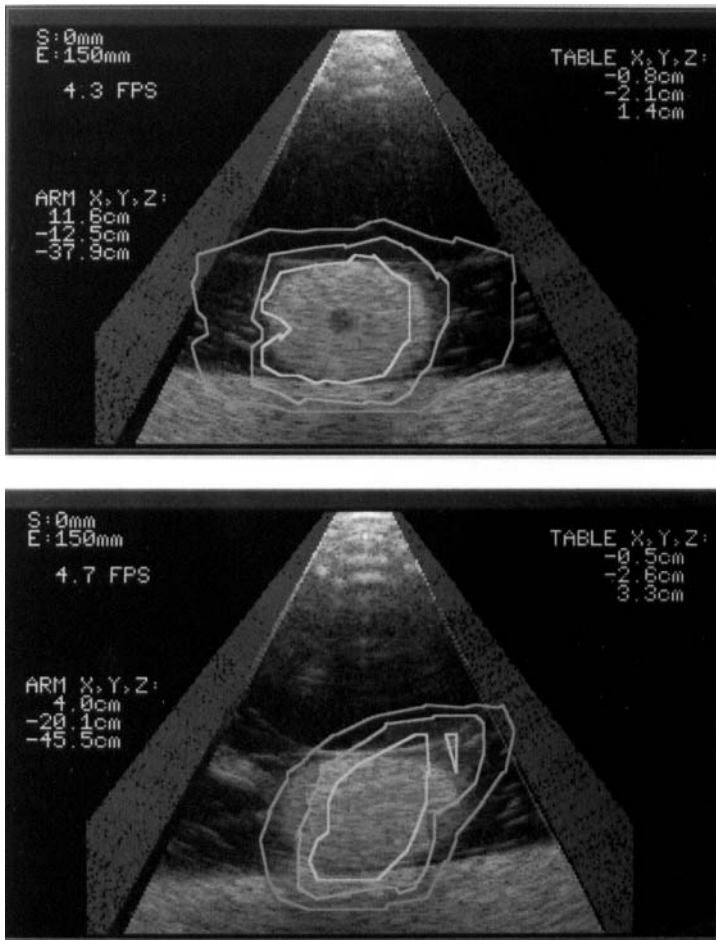 S:0mm
E:150mm
4.3 FPS
TABLE X,Y,Z:
-0.8cm
-2.1cm
1.4cm
ARM X,Y,Z:
11.6cm
-12.5cm
-37.9cm
S:0mm
E:150mm
4.7 FPS
TABLE X,Y,Z:
-0.5cm
-2.6cm
3.3cm
ARM X,Y,Z:
4.0cm
-20.1cm
-45.5cm